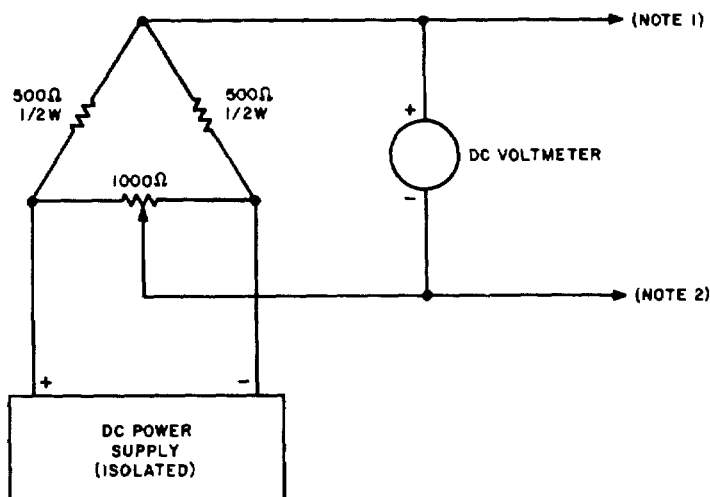 (NOTE 1)
500Ω
1/2W
500Ω
1/2W
+
DC VOLTMETER
1000Ω
-
(NOTE 2)
+
-
DC POWER
SUPPLY
(ISOLATED)